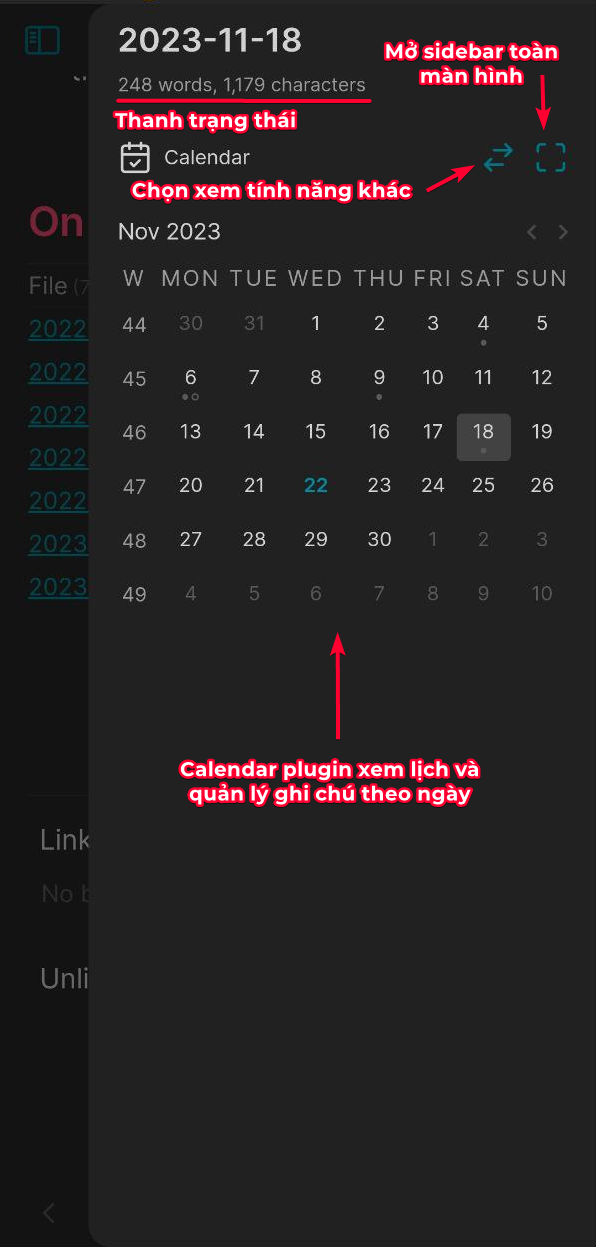 2023-11-18
248 words, 1,179 characters
Mở sidebar toàn
màn hình
Thanh trạng thái
Calendar
Chọn xem tính năng khác
Nov 2023
W MON TUE WED THU FRI SAT SUN
44 30 31 1 2 3 4 5
45 6 7 8 9 10 11 12
46 13 14 15 16 17 18 19
47 20 21 22 23 24 25 26
48 27 28 29 30 1 2 3
49 4 5 6 7 8 9 10
Calendar plugin xem lịch và
quản lý ghi chú theo ngày
On
File (7
2022
2022
2022
2022
2022
2023
2023
Link
No b
Unli